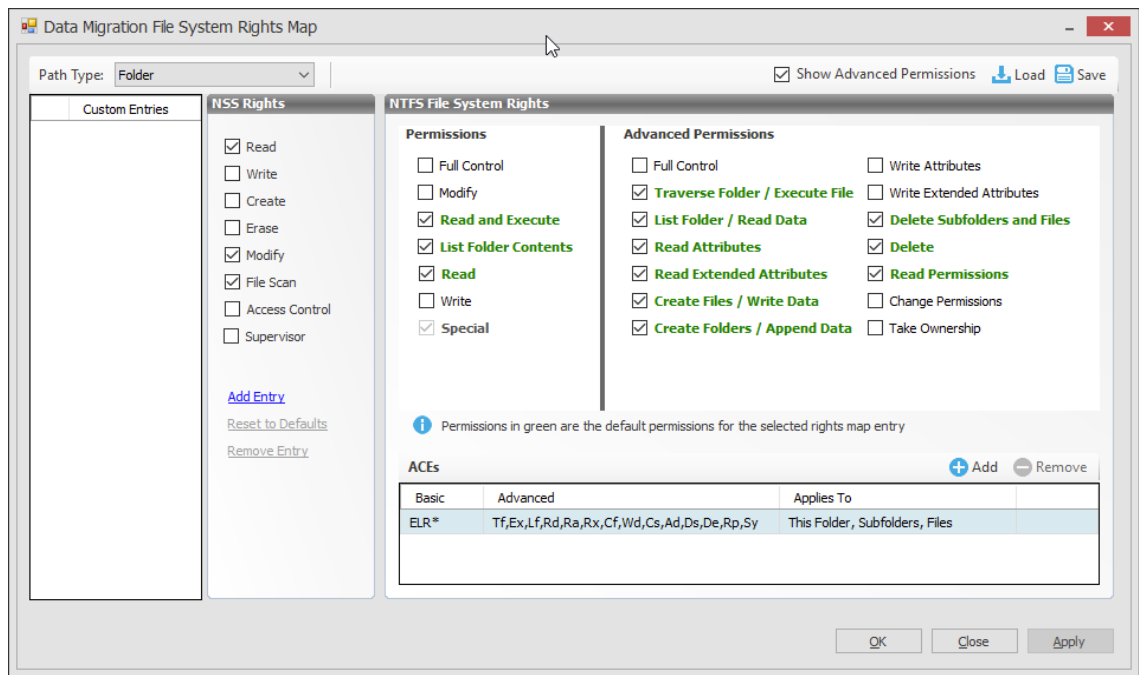 Data Migration File System Rights Map
Path Type: Folder
Show Advanced Permissions Load Save
Custom Entries
NSS Rights
Read
Write
Create
Erase
Modify
File Scan
Access Control
Supervisor
Add Entry
Reset to Defaults
Remove Entry
NTFS File System Rights
Permissions
Full Control
Modify
Read and Execute
List Folder Contents
Read
Write
Special
Advanced Permissions
Full Control
Traverse Folder / Execute File
List Folder / Read Data
Read Attributes
Read Extended Attributes
Create Files / Write Data
Create Folders / Append Data
Write Attributes
Write Extended Attributes
Delete Subfolders and Files
Delete
Read Permissions
Change Permissions
Take Ownership
Permissions in green are the default permissions for the selected rights map entry
ACEs Add Remove
Basic Advanced Applies To
ELR* Tf,Ex,Lf,Rd,Ra,Rx,Cf,Wd,Cs,Ad,Ds,De,Rp,Sy This Folder, Subfolders, Files
OK Close Apply